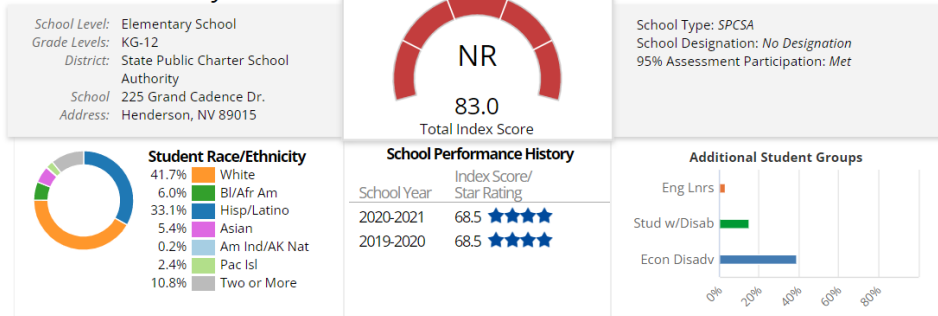 School Level: Elementary School
Grade Levels: KG-12
District: State Public Charter School
Authority
School 225 Grand Cadence Dr.
Address: Henderson, NV 89015
NR
83.0
Total Index Score
School Type: SPCSA
School Designation: No Designation
95% Assessment Participation: Met
Student Race/Ethnicity
41.7% White
6.0% Bl/Afr Am
33.1% Hisp/Latino
5.4% Asian
0.2% Am Ind/AK Nat
2.4% Pac Isl
10.8% Two or More
School Performance History
School Year Index Score/
Star Rating
2020-2021 68.5
2019-2020 68.5
Additional Student Groups
Eng Lnrs
Stud w/Disab
Econ Disadv
0% 20% 40% 60% 80%